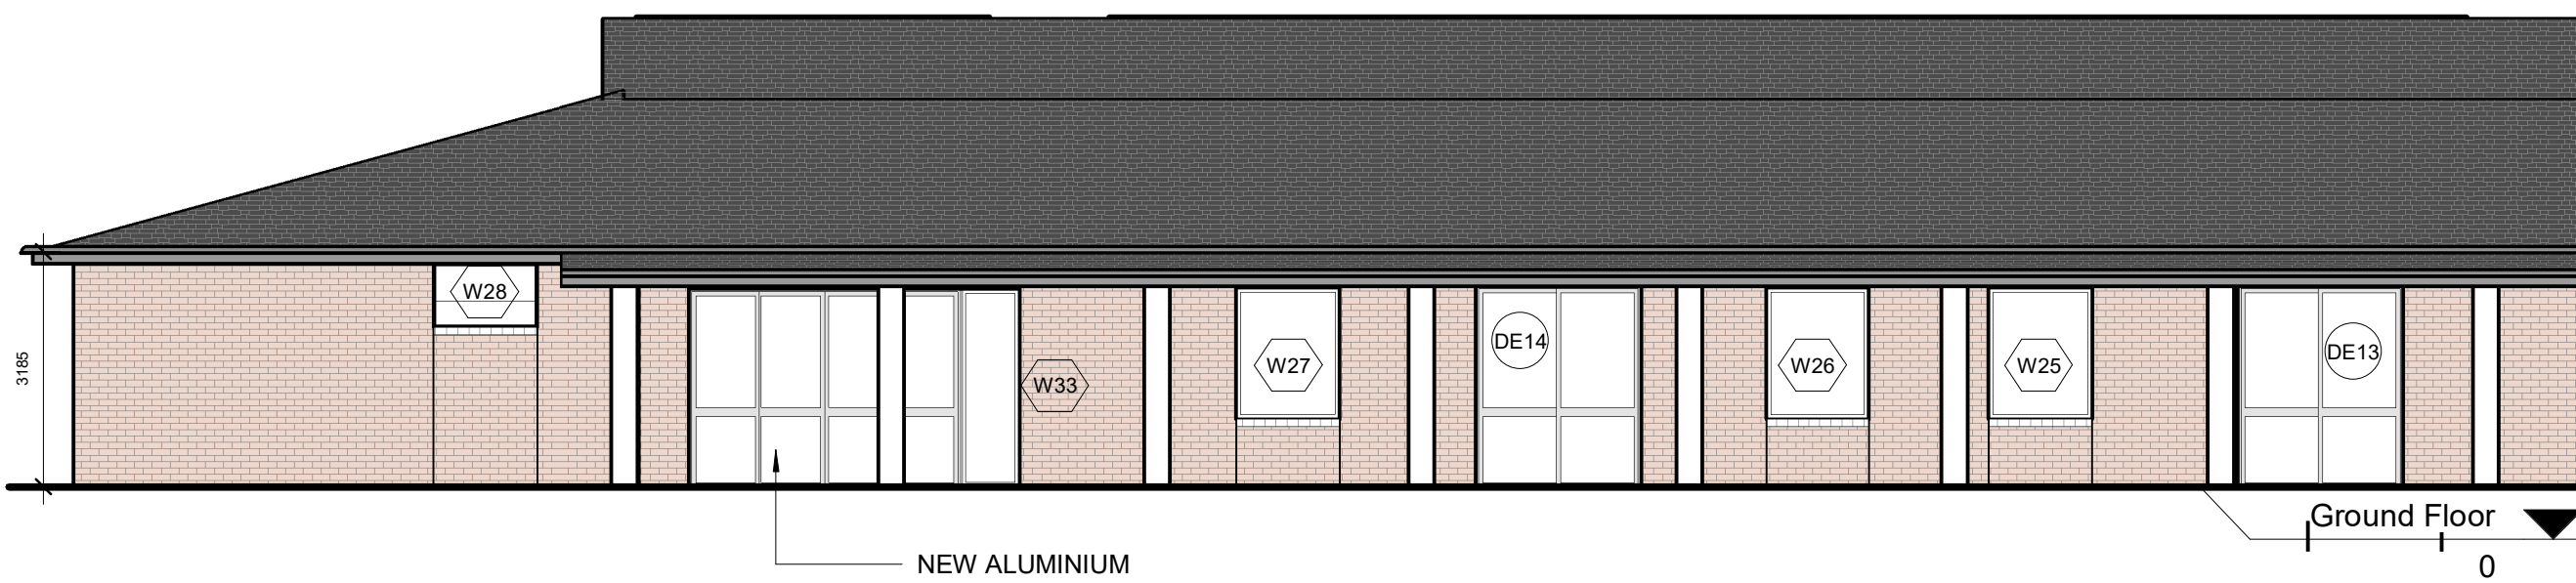 W28
3185
W33
W27
DE14
W26
W25
DE13
Ground Floor
0
NEW ALUMINIUM